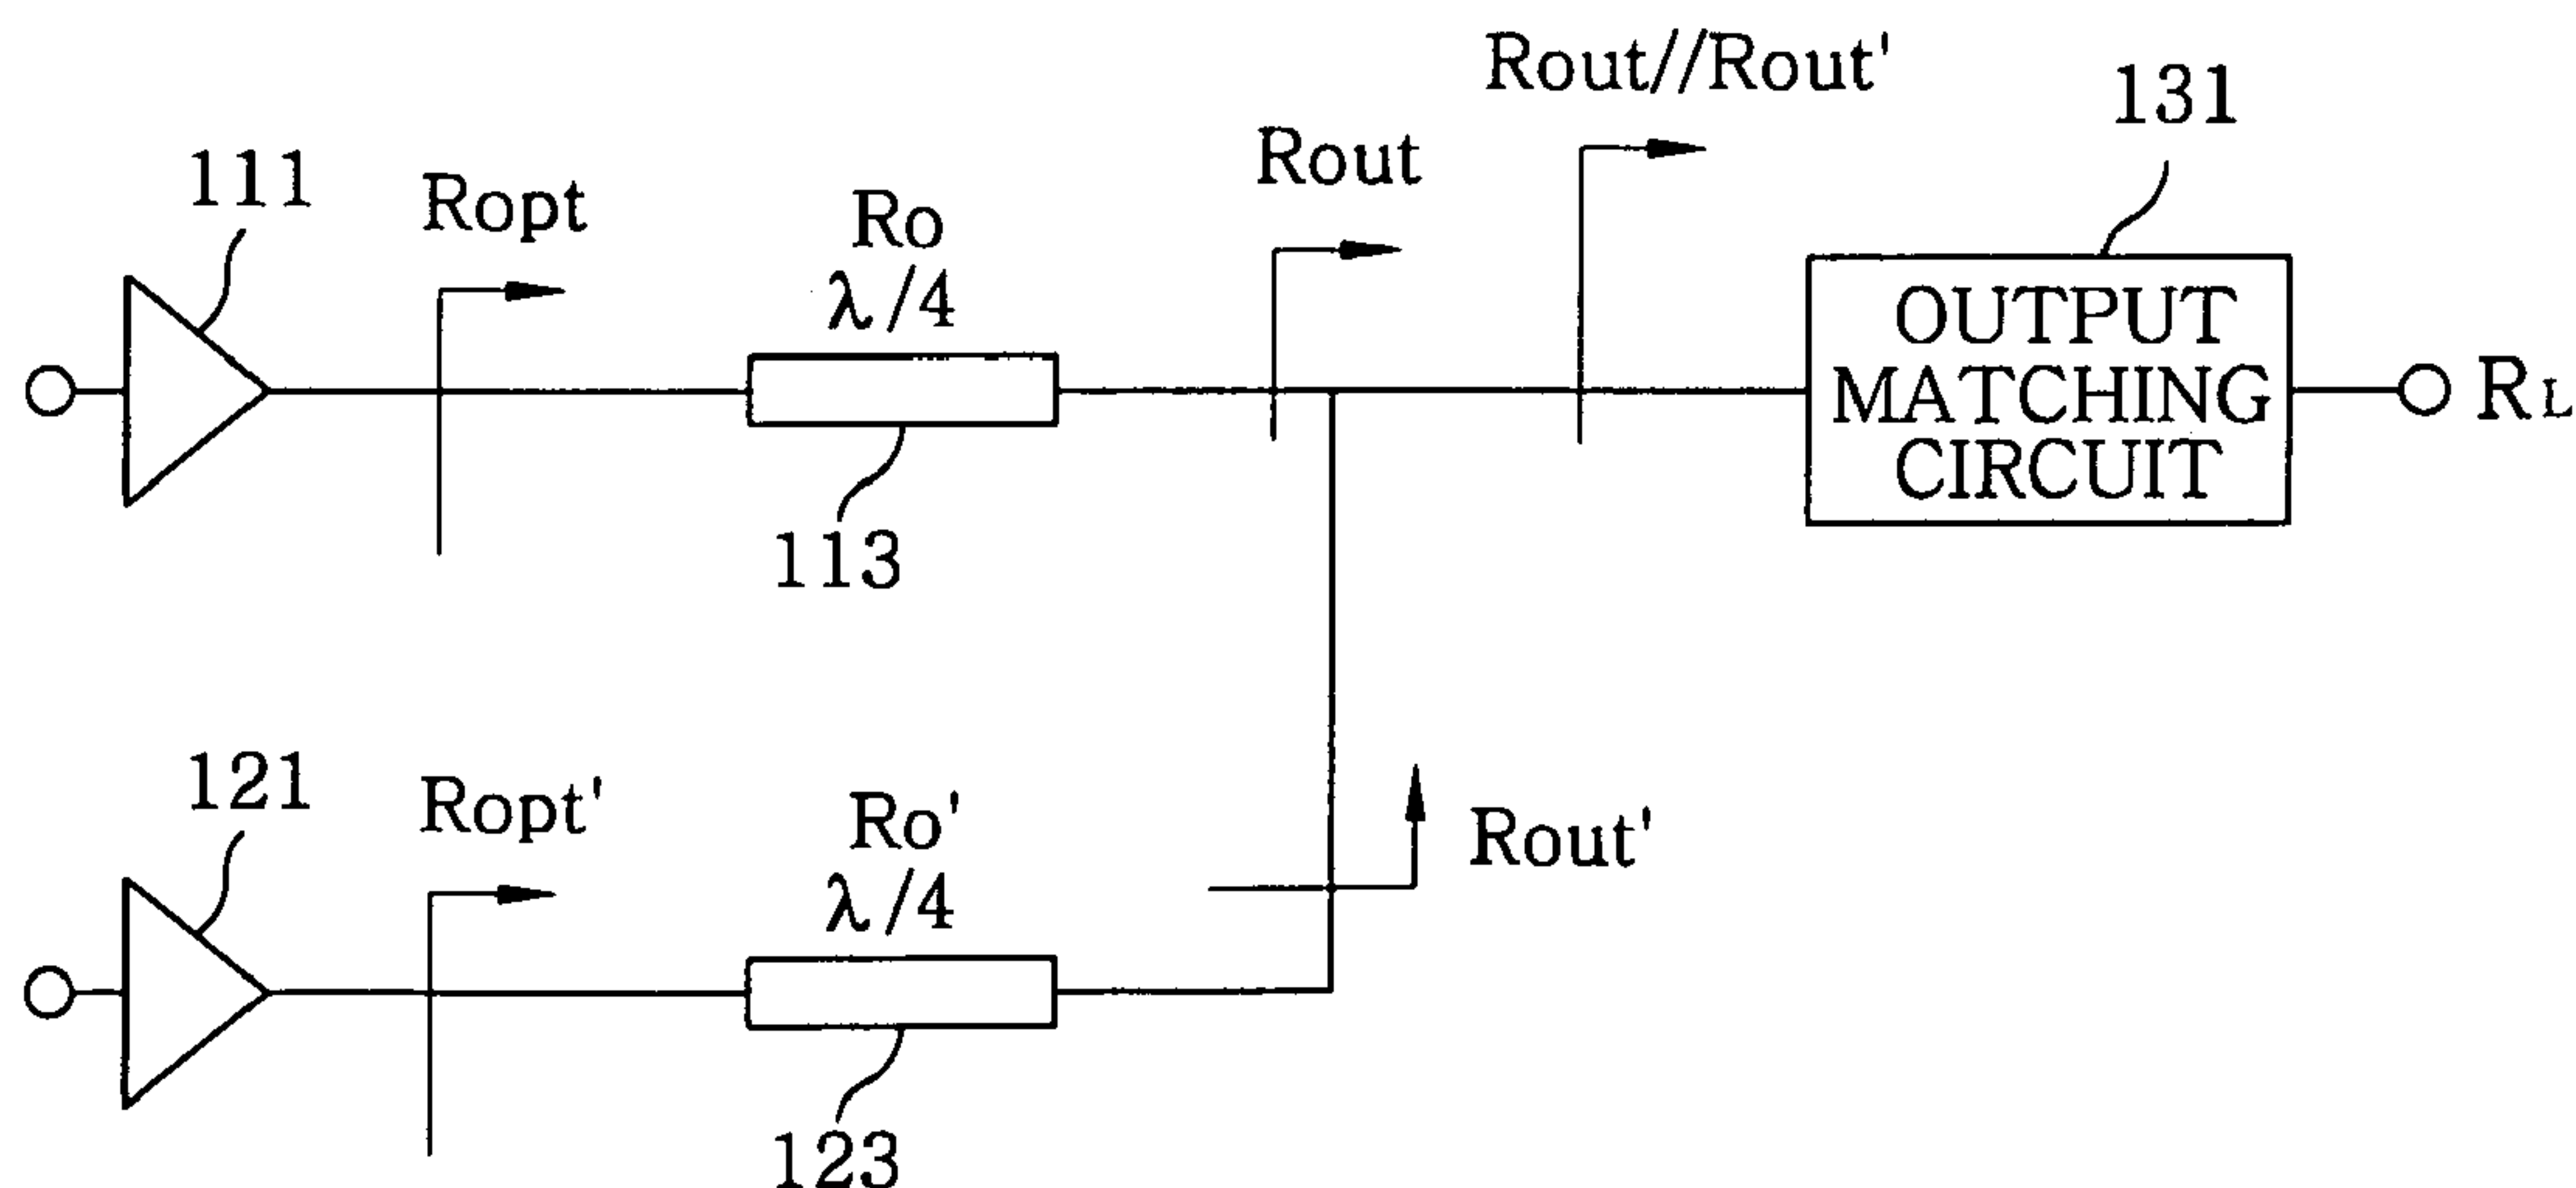 Rout//Rout'
131
Rout
111
Ropt
Ro
λ/4
OUTPUT
MATCHING
CIRCUIT
RL
113
121
Ropt'
Ro'
λ/4
Rout'
123